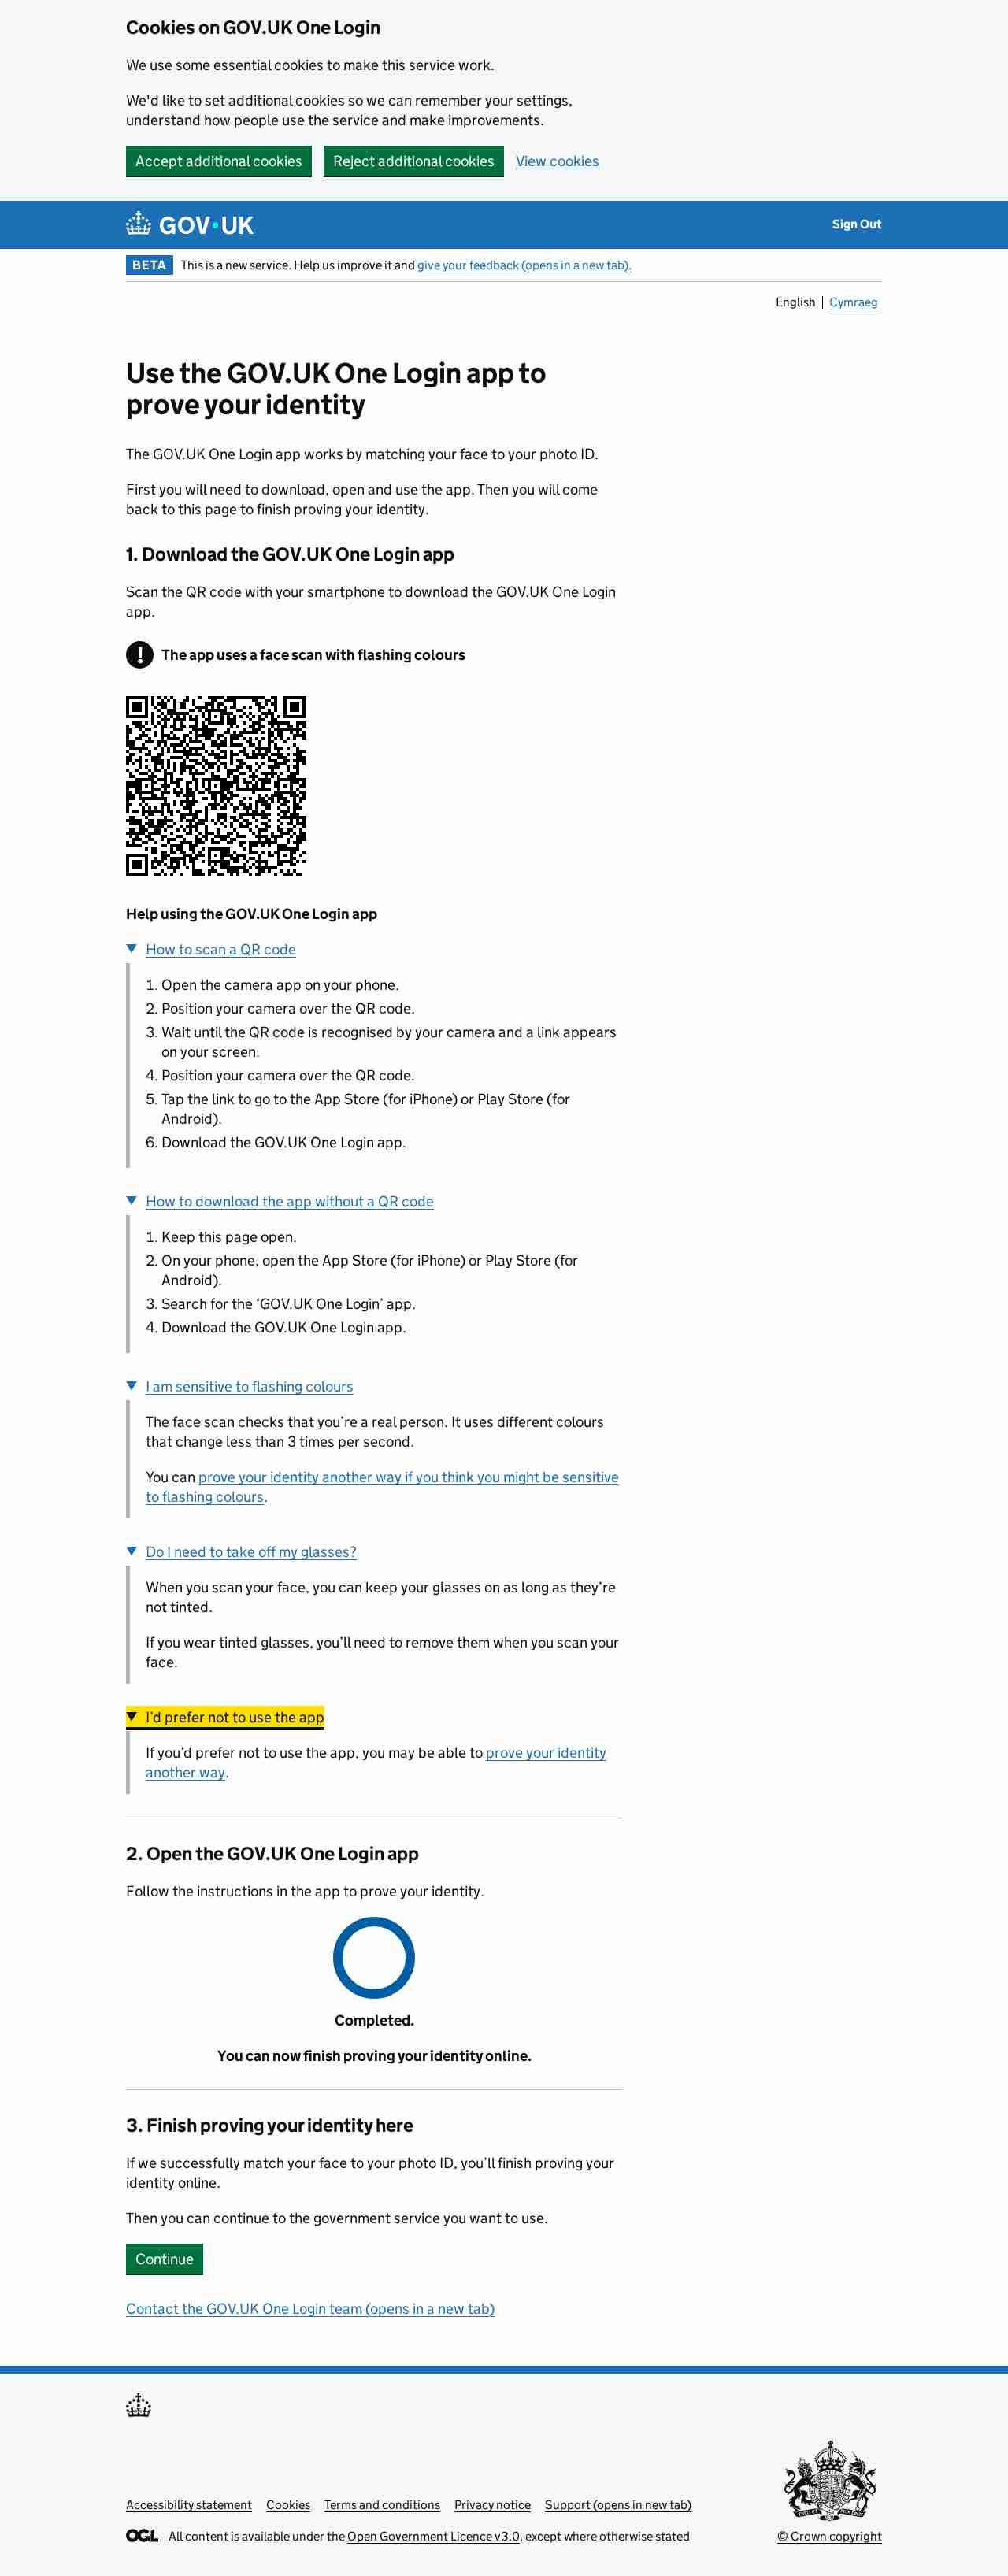 Cookies on GOV.UK One Login
We use some essential cookies to make this service work.
We'd like to set additional cookies so we can remember your settings,
understand how people use the service and make improvements.
Accept additional cookies
Reject additional cookies
View cookies
GOV·UK
Sign Out
BETA
This is a new service. Help us improve it and give your feedback (opens in a new tab).
English
Cymraeg
Use the GOV.UK One Login app to
prove your identity
The GOV.UK One Login app works by matching your face to your photo ID.
First you will need to download, open and use the app. Then you will come
back to this page to finish proving your identity.
1. Download the GOV.UK One Login app
Scan the QR code with your smartphone to download the GOV.UK One Login
app.
! The app uses a face scan with flashing colours
Help using the GOV.UK One Login app
How to scan a QR code
1. Open the camera app on your phone.
2. Position your camera over the QR code.
3. Wait until the QR code is recognised by your camera and a link appears
on your screen.
4. Position your camera over the QR code.
5. Tap the link to go to the App Store (for iPhone) or Play Store (for
Android).
6. Download the GOV.UK One Login app.
How to download the app without a QR code
1. Keep this page open.
2. On your phone, open the App Store (for iPhone) or Play Store (for
Android).
3. Search for the ‘GOV.UK One Login’ app.
4. Download the GOV.UK One Login app.
I am sensitive to flashing colours
The face scan checks that you’re a real person. It uses different colours
that change less than 3 times per second.
You can prove your identity another way if you think you might be sensitive
to flashing colours.
Do I need to take off my glasses?
When you scan your face, you can keep your glasses on as long as they’re
not tinted.
If you wear tinted glasses, you’ll need to remove them when you scan your
face.
I’d prefer not to use the app
If you’d prefer not to use the app, you may be able to prove your identity
another way.
2. Open the GOV.UK One Login app
Follow the instructions in the app to prove your identity.
Completed.
You can now finish proving your identity online.
3. Finish proving your identity here
If we successfully match your face to your photo ID, you’ll finish proving your
identity online.
Then you can continue to the government service you want to use.
Continue
Contact the GOV.UK One Login team (opens in a new tab)
Accessibility statement
Cookies
Terms and conditions
Privacy notice
Support (opens in new tab)
OGL
All content is available under the Open Government Licence v3.0, except where otherwise stated
© Crown copyright